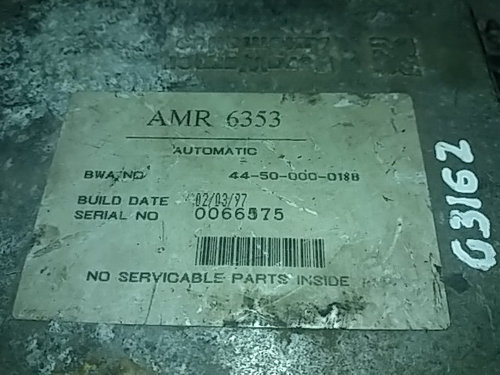 AMR 6353
AUTOMATIC
BWA NO 44-50-000-018B
BUILD DATE 02/03/97
SERIAL NO 0066575
NO SERVICABLE PARTS INSIDE
G3162